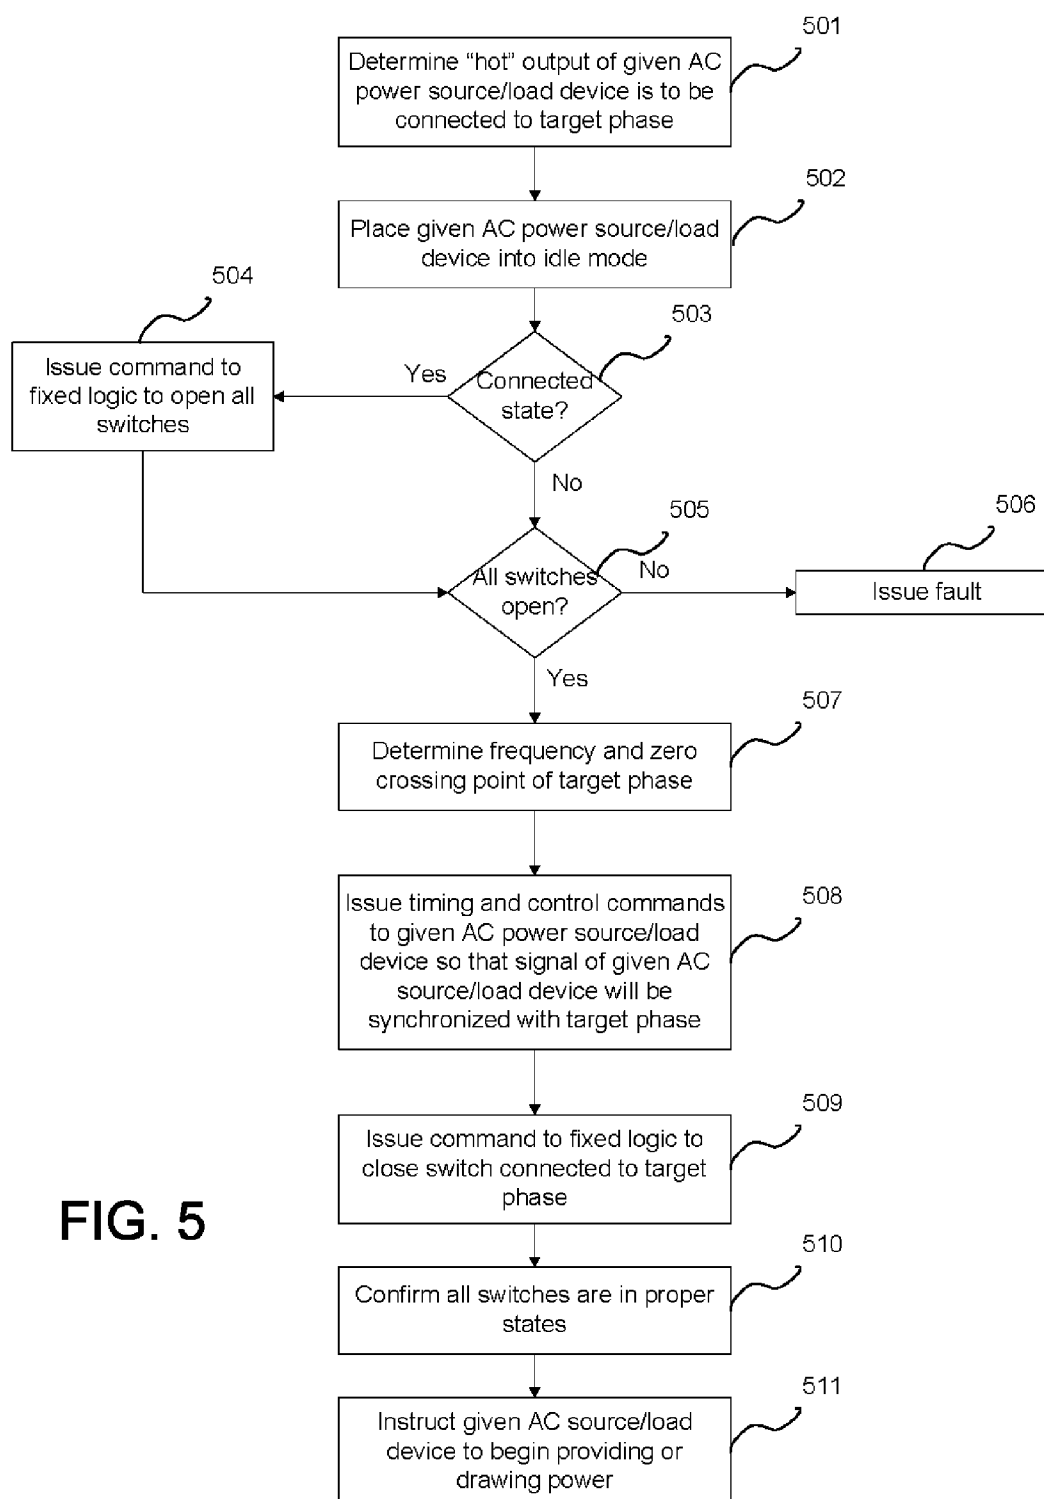 501
Determine “hot” output of given AC
power source/load device is to be
connected to target phase
502
Place given AC power source/load
device into idle mode
504
503
Issue command to
fixed logic to open all
switches
Yes
Connected
state?
No
505
506
All switches
open?
No
Issue fault
Yes
507
Determine frequency and zero
crossing point of target phase
508
Issue timing and control commands
to given AC power source/load
device so that signal of given AC
source/load device will be
synchronized with target phase
509
Issue command to fixed logic to
close switch connected to target
phase
FIG. 5
510
Confirm all switches are in proper
states
511
Instruct given AC source/load
device to begin providing or
drawing power